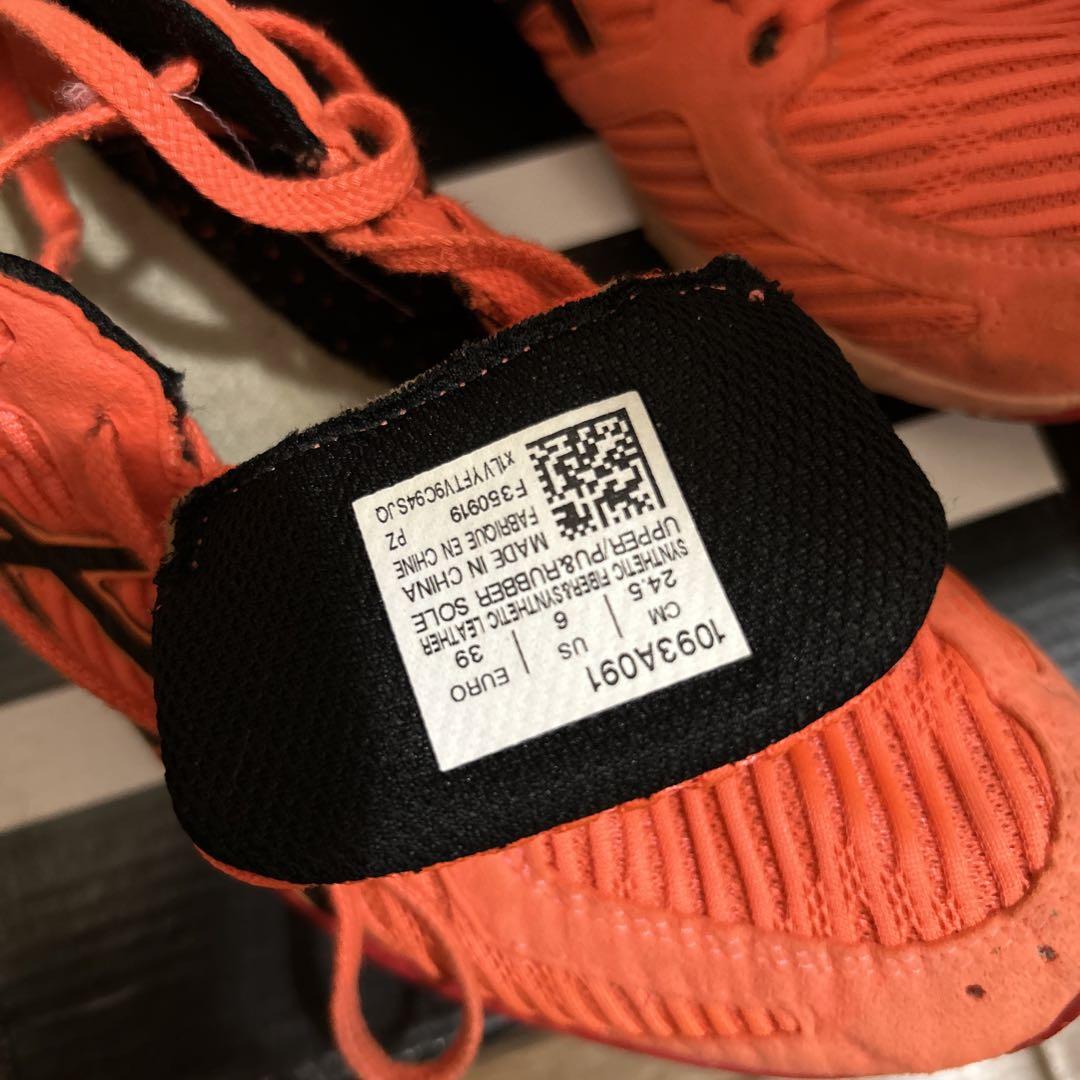 1093A091
CM | US | EURO
24.5 | 6 | 39
SYNTHETIC FIBER&SYNTHETIC LEATHER
UPPER/PU&RUBBER SOLE
MADE IN CHINA
FABRIQUE EN CHINE
F350919 PZ
x1LVYFTV9C94SJQ